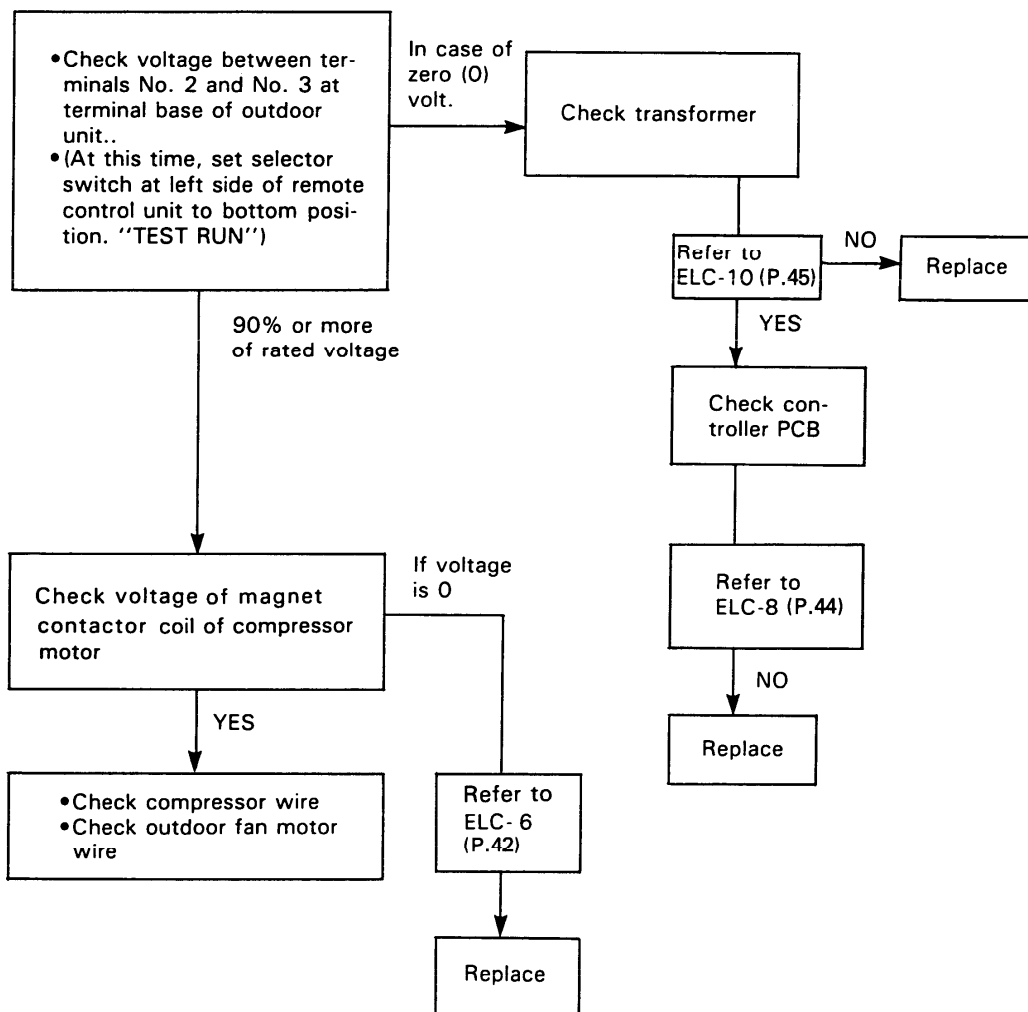 •Check voltage between ter-
minals No. 2 and No. 3 at
terminal base of outdoor
unit..
•(At this time, set selector
switch at left side of remote
control unit to bottom posi-
tion. "TEST RUN")
In case of
zero (0)
volt.
Check transformer
Refer to
ELC-10 (P.45)
NO
Replace
YES
Check con-
troller PCB
Refer to
ELC-8 (P.44)
NO
Replace
90% or more
of rated voltage
Check voltage of magnet
contactor coil of compressor
motor
If voltage
is 0
YES
•Check compressor wire
•Check outdoor fan motor
wire
Refer to
ELC-6
(P.42)
Replace